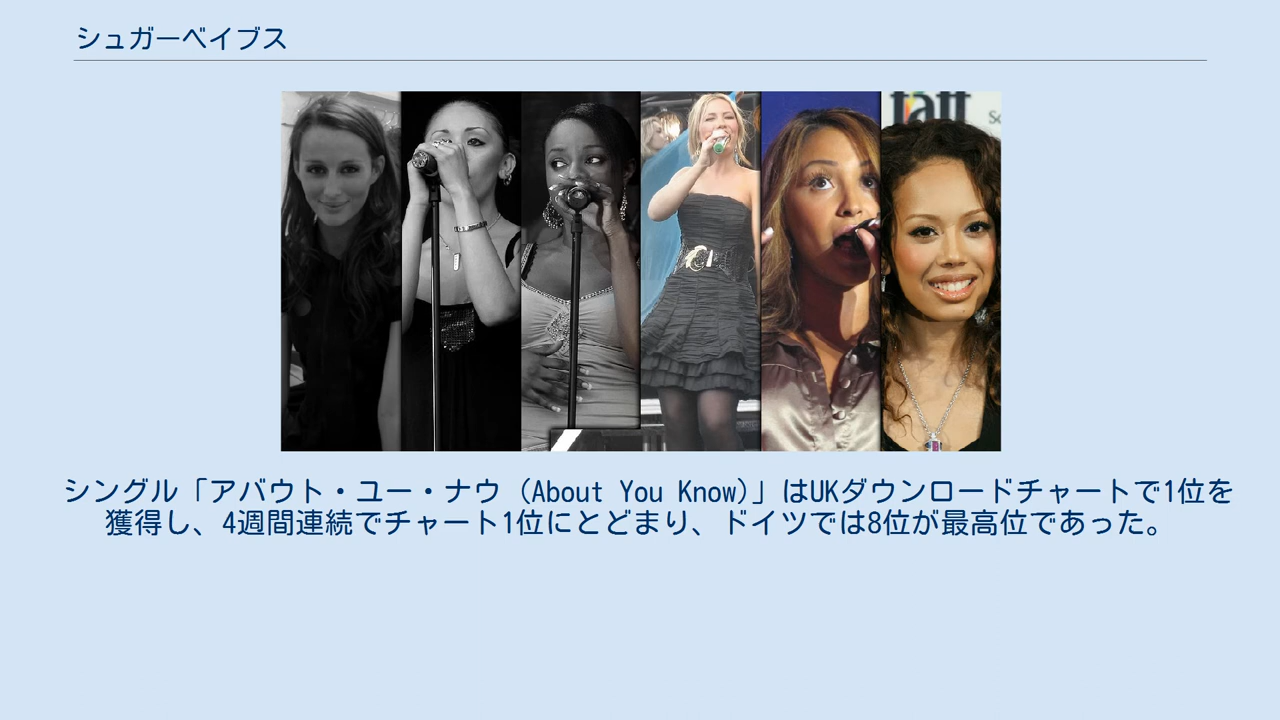 シュガーベイブス
taff
Sc
シングル「アバウト・ユー・ナウ（About You Know)」はUKダウンロードチャートで1位を
獲得し、4週間連続でチャート1位にとどまり、ドイツでは8位が最高位であった。